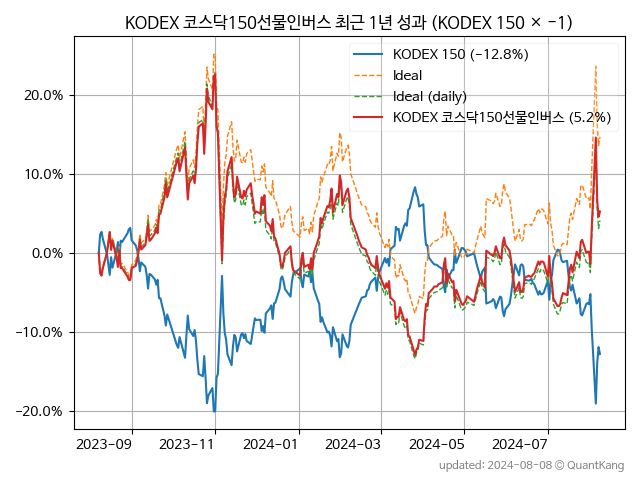 KODEX 코스닥150선물인버스 최근 1년 성과 (KODEX 150 × −1)
KODEX 150 (−12.8%)
Ideal
Ideal (daily)
KODEX 코스닥150선물인버스 (5.2%)
20.0%
10.0%
0.0%
−10.0%
−20.0%
2023−09
2023−11
2024−01
2024−03
2024−05
2024−07
updated: 2024−08−08 © QuantKang